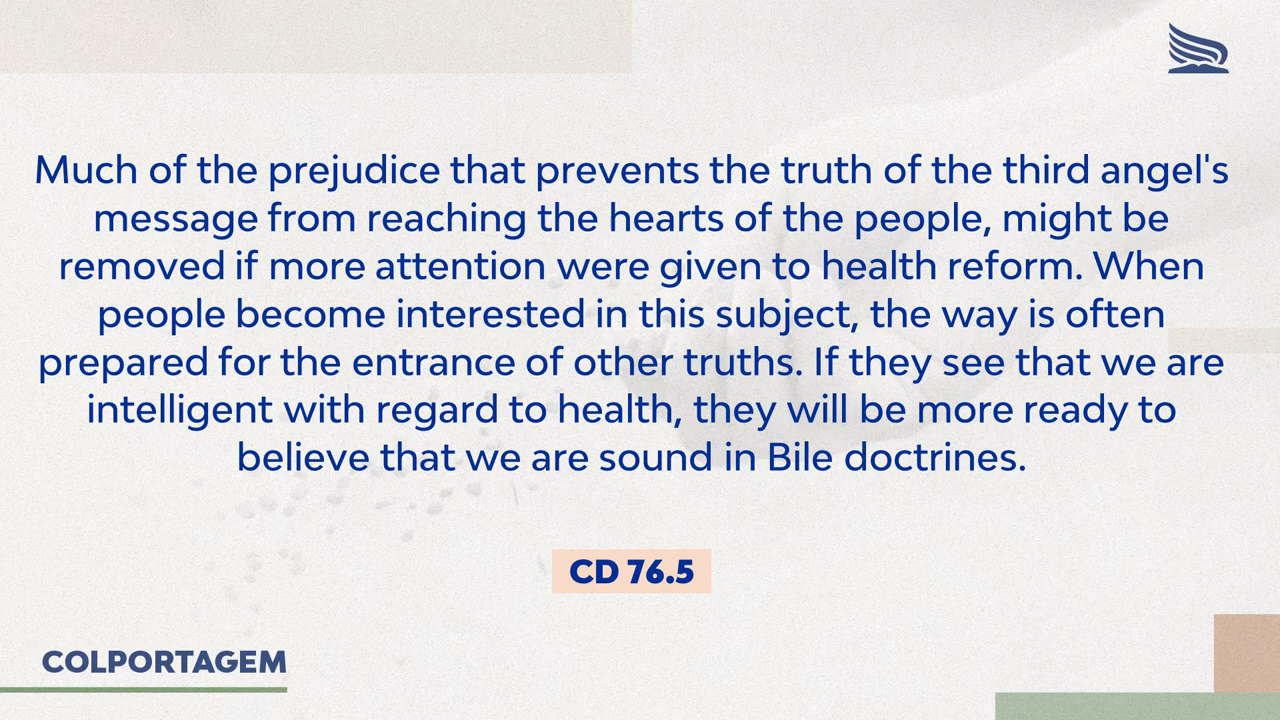 Much of the prejudice that prevents the truth of the third angel's
message from reaching the hearts of the people, might be
removed if more attention were given to health reform. When
people become interested in this subject, the way is often
prepared for the entrance of other truths. If they see that we are
intelligent with regard to health, they will be more ready to
believe that we are sound in Bile doctrines.
CD 76.5
COLPORTAGEM